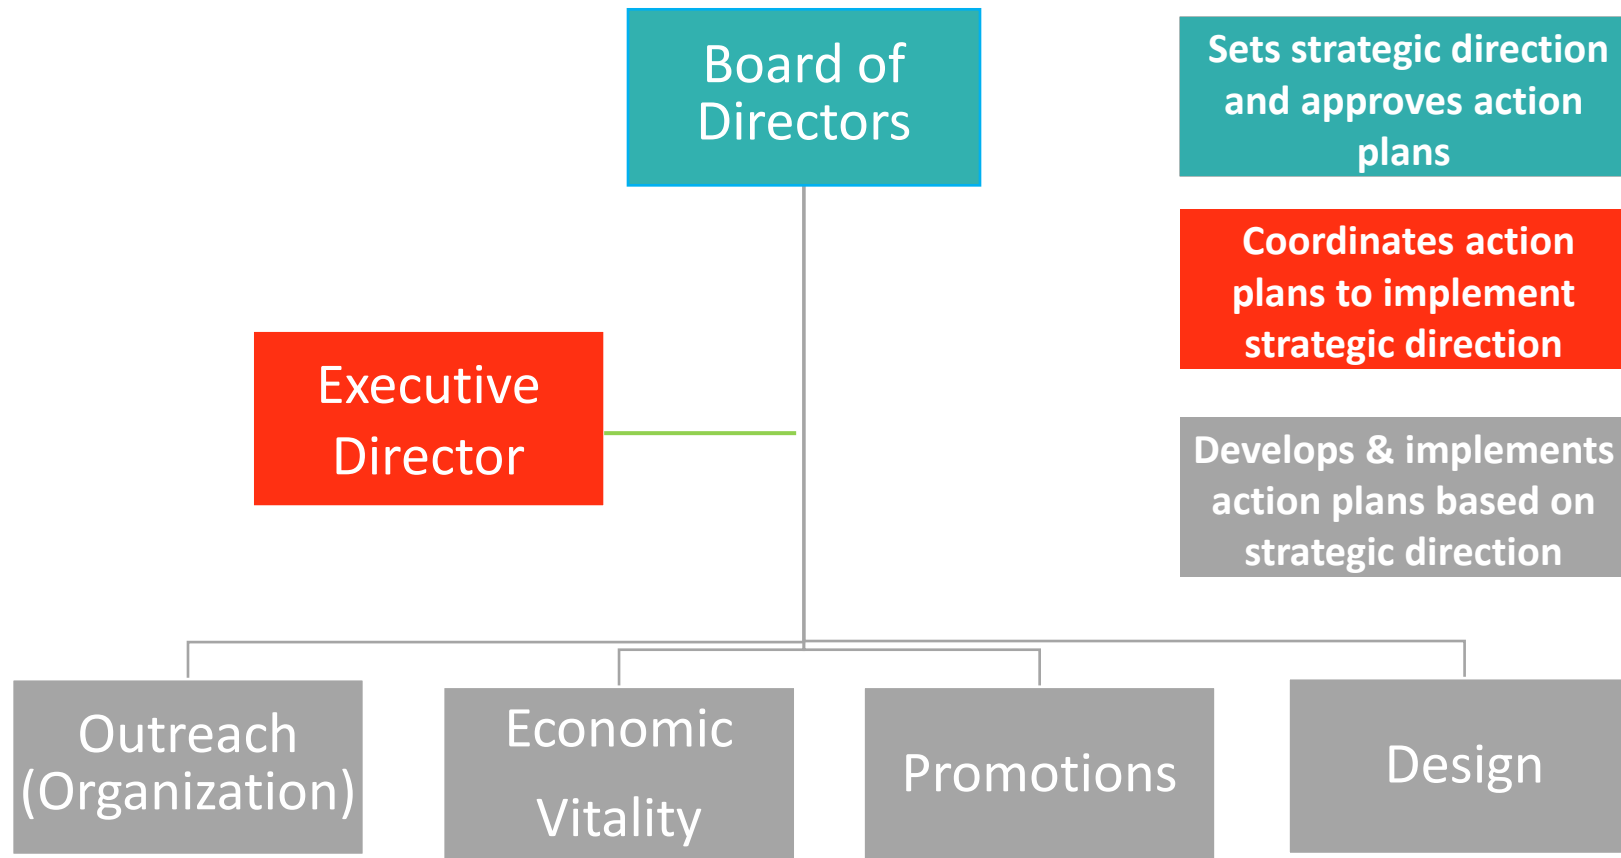 Board of
Directors
Sets strategic direction
and approves action
plans
Coordinates action
plans to implement
strategic direction
Executive
Director
Develops & implements
action plans based on
strategic direction
Outreach
(Organization)
Economic
Vitality
Promotions
Design